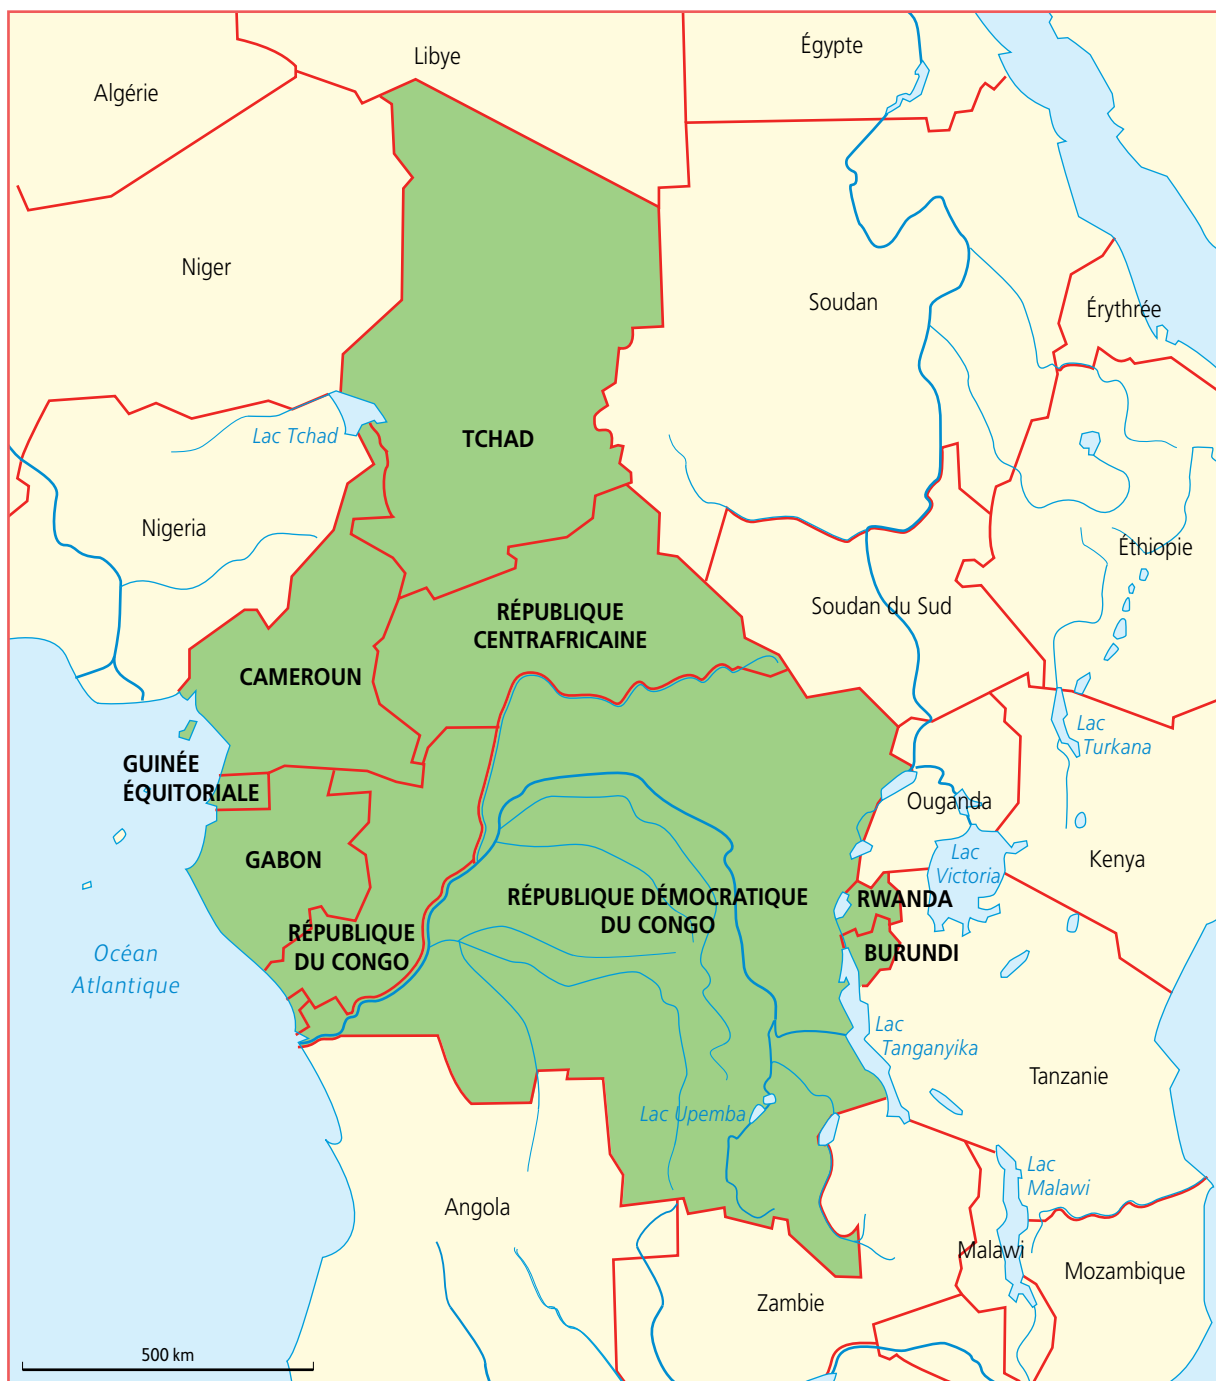 Libye
Égypte
Algérie
Niger
Soudan
Érythrée
Lac Tchad
TCHAD
Nigeria
Éthiopie
Soudan du Sud
RÉPUBLIQUE
CENTRAFRICAINE
CAMEROUN
Lac
Turkana
GUINÉE
ÉQUITORIALE
Ouganda
GABON
Lac
Victoria
Kenya
RÉPUBLIQUE DÉMOCRATIQUE
DU CONGO
RWANDA
RÉPUBLIQUE
DU CONGO
BURUNDI
Océan
Atlantique
Lac
Tanganyika
Tanzanie
Lac Upemba
Lac
Malawi
Angola
Malawi
Mozambique
Zambie
500 km